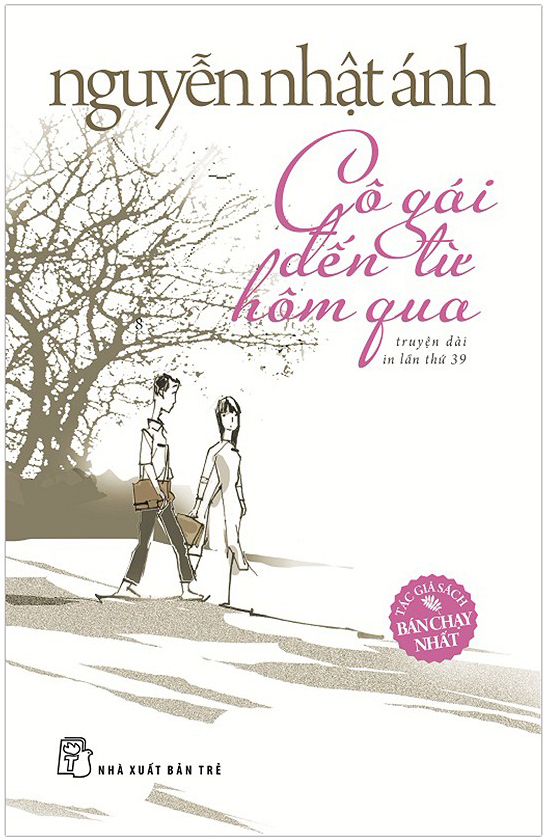 nguyễn nhật ánh
Cô gái
đến từ
hôm qua
truyện dài
in lần thứ 39
TÁC GIẢ SÁCH
BÁN CHẠY
NHẤT
T
NHÀ XUẤT BẢN TRẺ